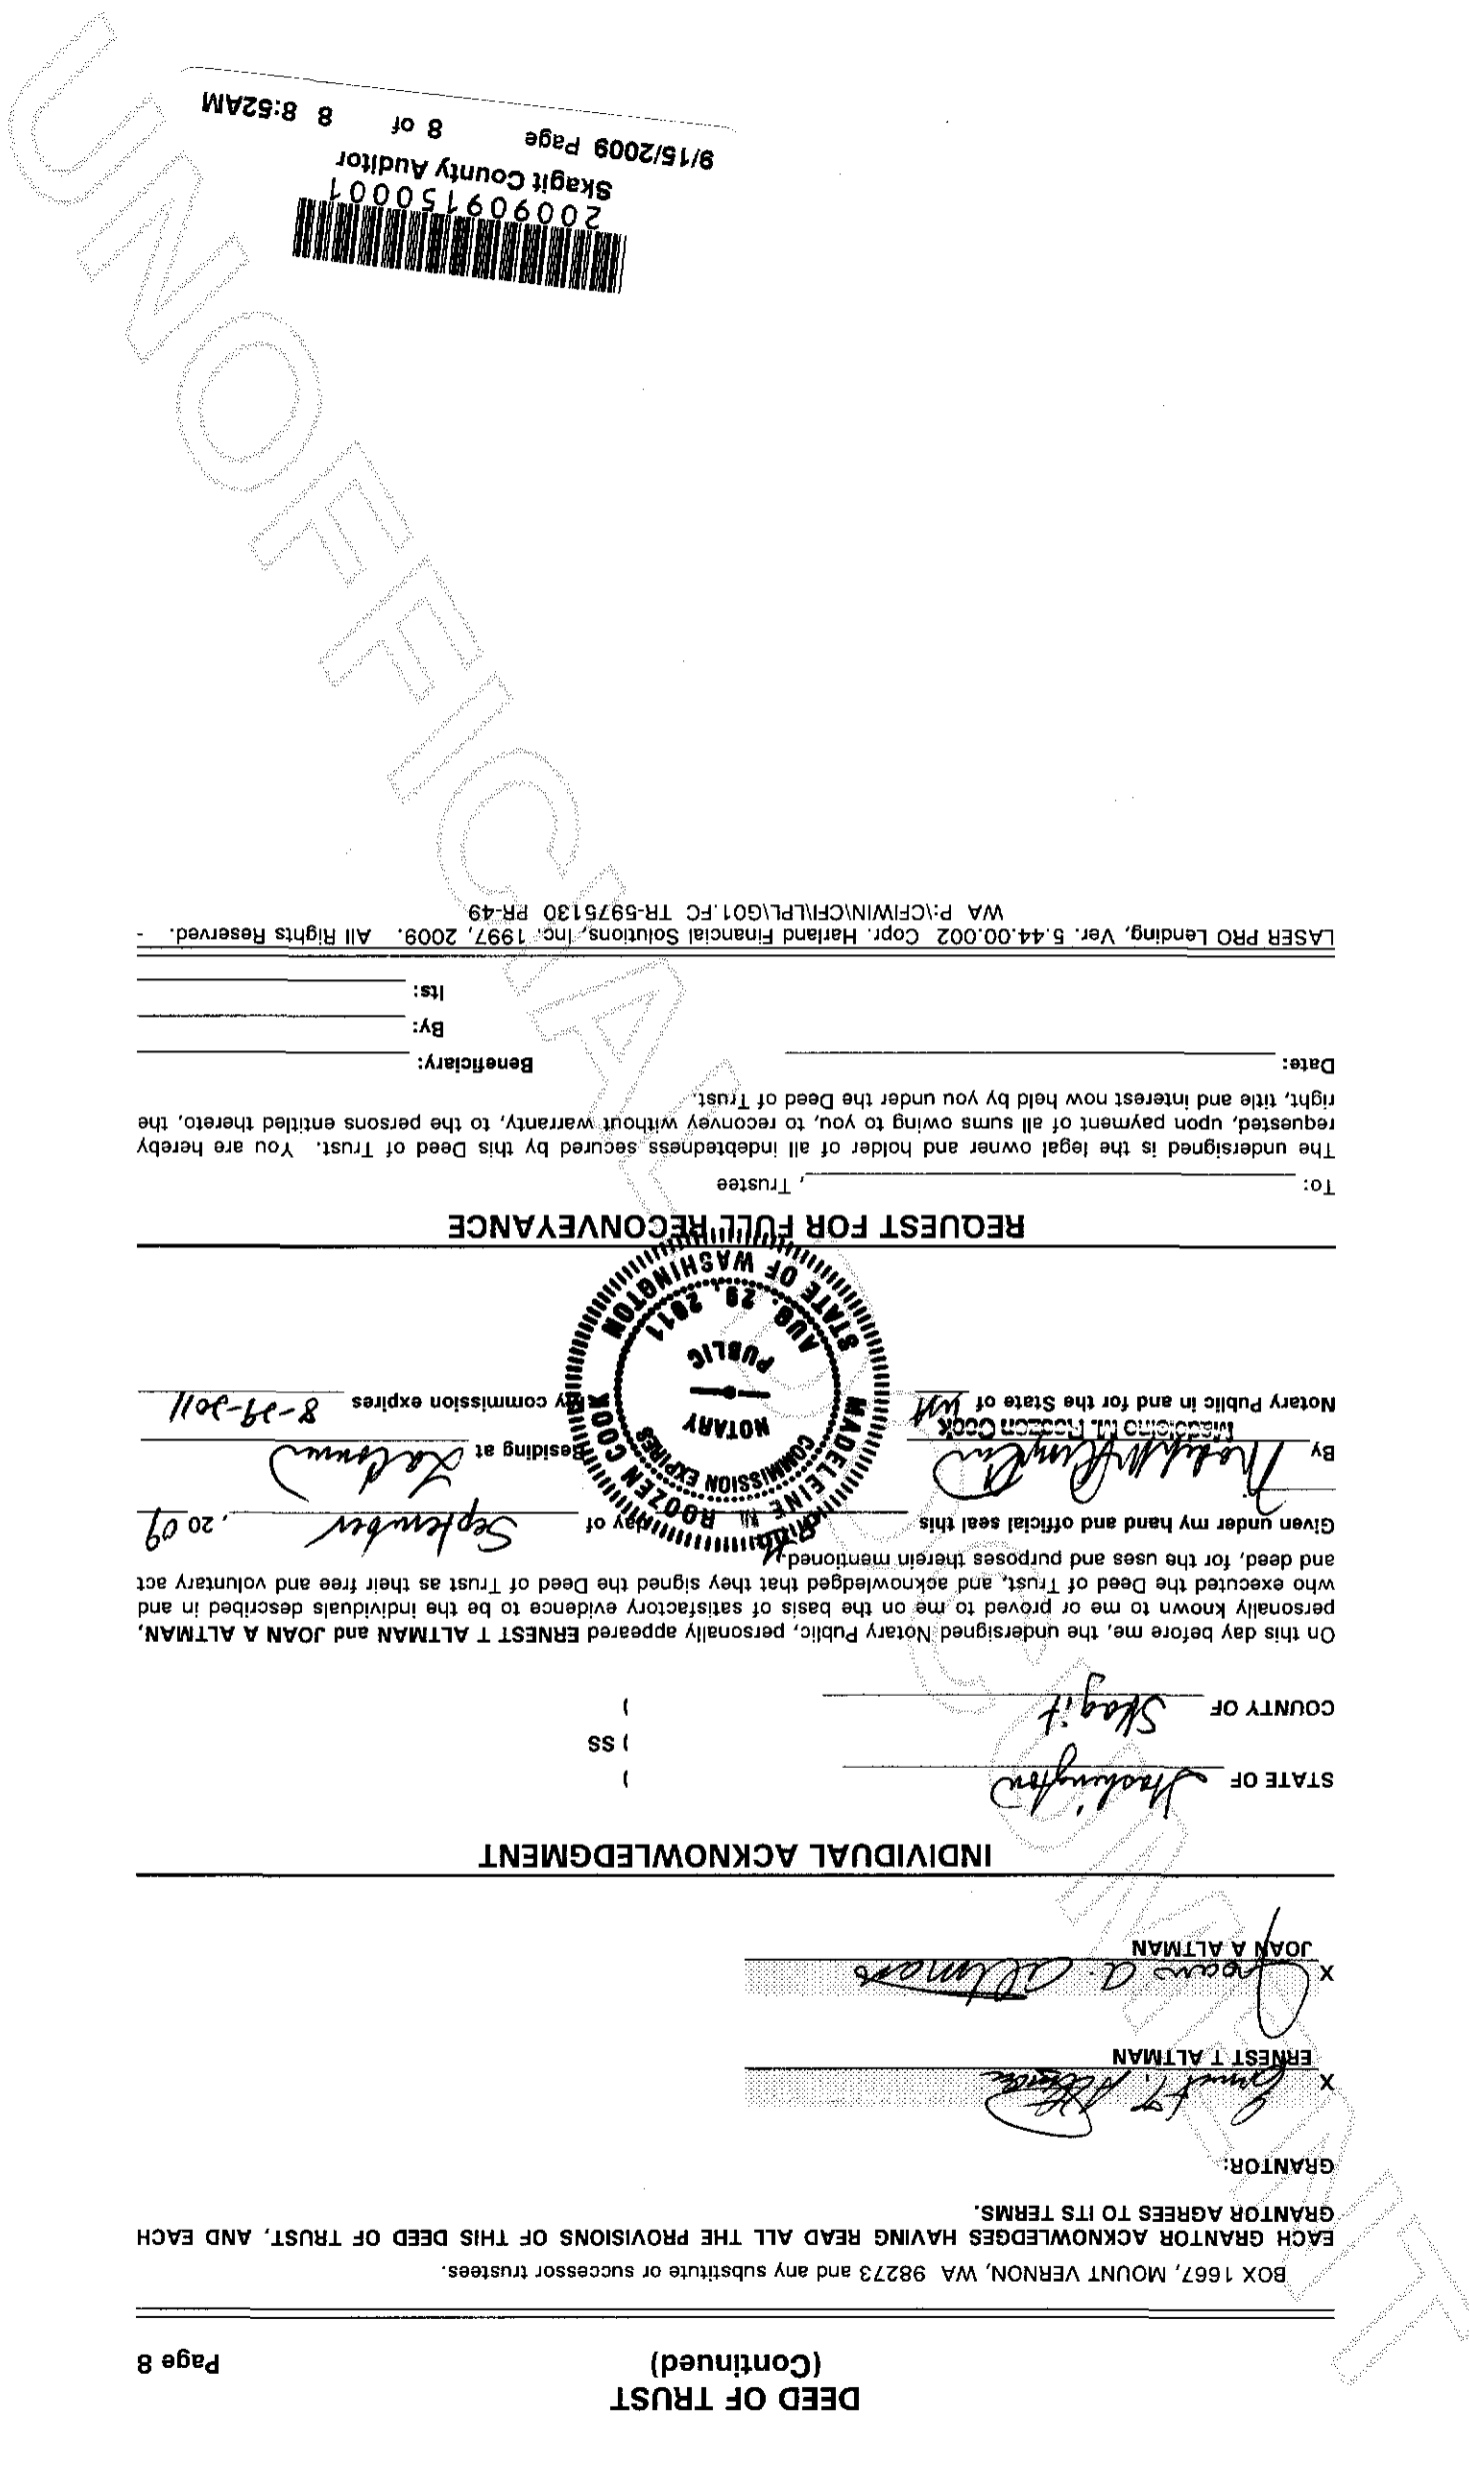 DEED OF TRUST
(Continued)
Page 8
BOX 1667, MOUNT VERNON, WA 98273 and any substitute or successor trustees.
EACH GRANTOR ACKNOWLEDGES HAVING READ ALL THE PROVISIONS OF THIS DEED OF TRUST, AND EACH
GRANTOR AGREES TO ITS TERMS.
GRANTOR:
X Ernest T. Altman
ERNEST T ALTMAN
X Joan A. Altman
JOAN A ALTMAN
INDIVIDUAL ACKNOWLEDGMENT
STATE OF Washington )
) SS
COUNTY OF Skagit )
On this day before me, the undersigned Notary Public, personally appeared ERNEST T ALTMAN and JOAN A ALTMAN,
personally known to me or proved to me on the basis of satisfactory evidence to be the individuals described in and
who executed the Deed of Trust, and acknowledged that they signed the Deed of Trust as their free and voluntary act
and deed, for the uses and purposes therein mentioned.
Given under my hand and official seal this day of September, 20 09
By Residing at LaConner
Madeleine M. Roozen Cook
Notary Public in and for the State of My commission expires 8-29-2011
MADELEINE M. ROOZEN COOK
COMMISSION EXPIRES
NOTARY
PUBLIC
AUG. 29, 2011
STATE OF WASHINGTON
REQUEST FOR FULL RECONVEYANCE
To: , Trustee
The undersigned is the legal owner and holder of all indebtedness secured by this Deed of Trust. You are hereby
requested, upon payment of all sums owing to you, to reconvey without warranty, to the persons entitled thereto, the
right, title and interest now held by you under the Deed of Trust.
Date: Beneficiary:
By:
Its:
LASER PRO Lending, Ver. 5.44.00.002 Copr. Harland Financial Solutions, Inc. 1997, 2009. All Rights Reserved. -
WA P:\CFIWIN\CFI\LPL\G01.FC TR-5975130 PR-49
200909150001
Skagit County Auditor
9/15/2009 Page 8 of 8 8:52AM
UNOFFICIAL DOCUMENT